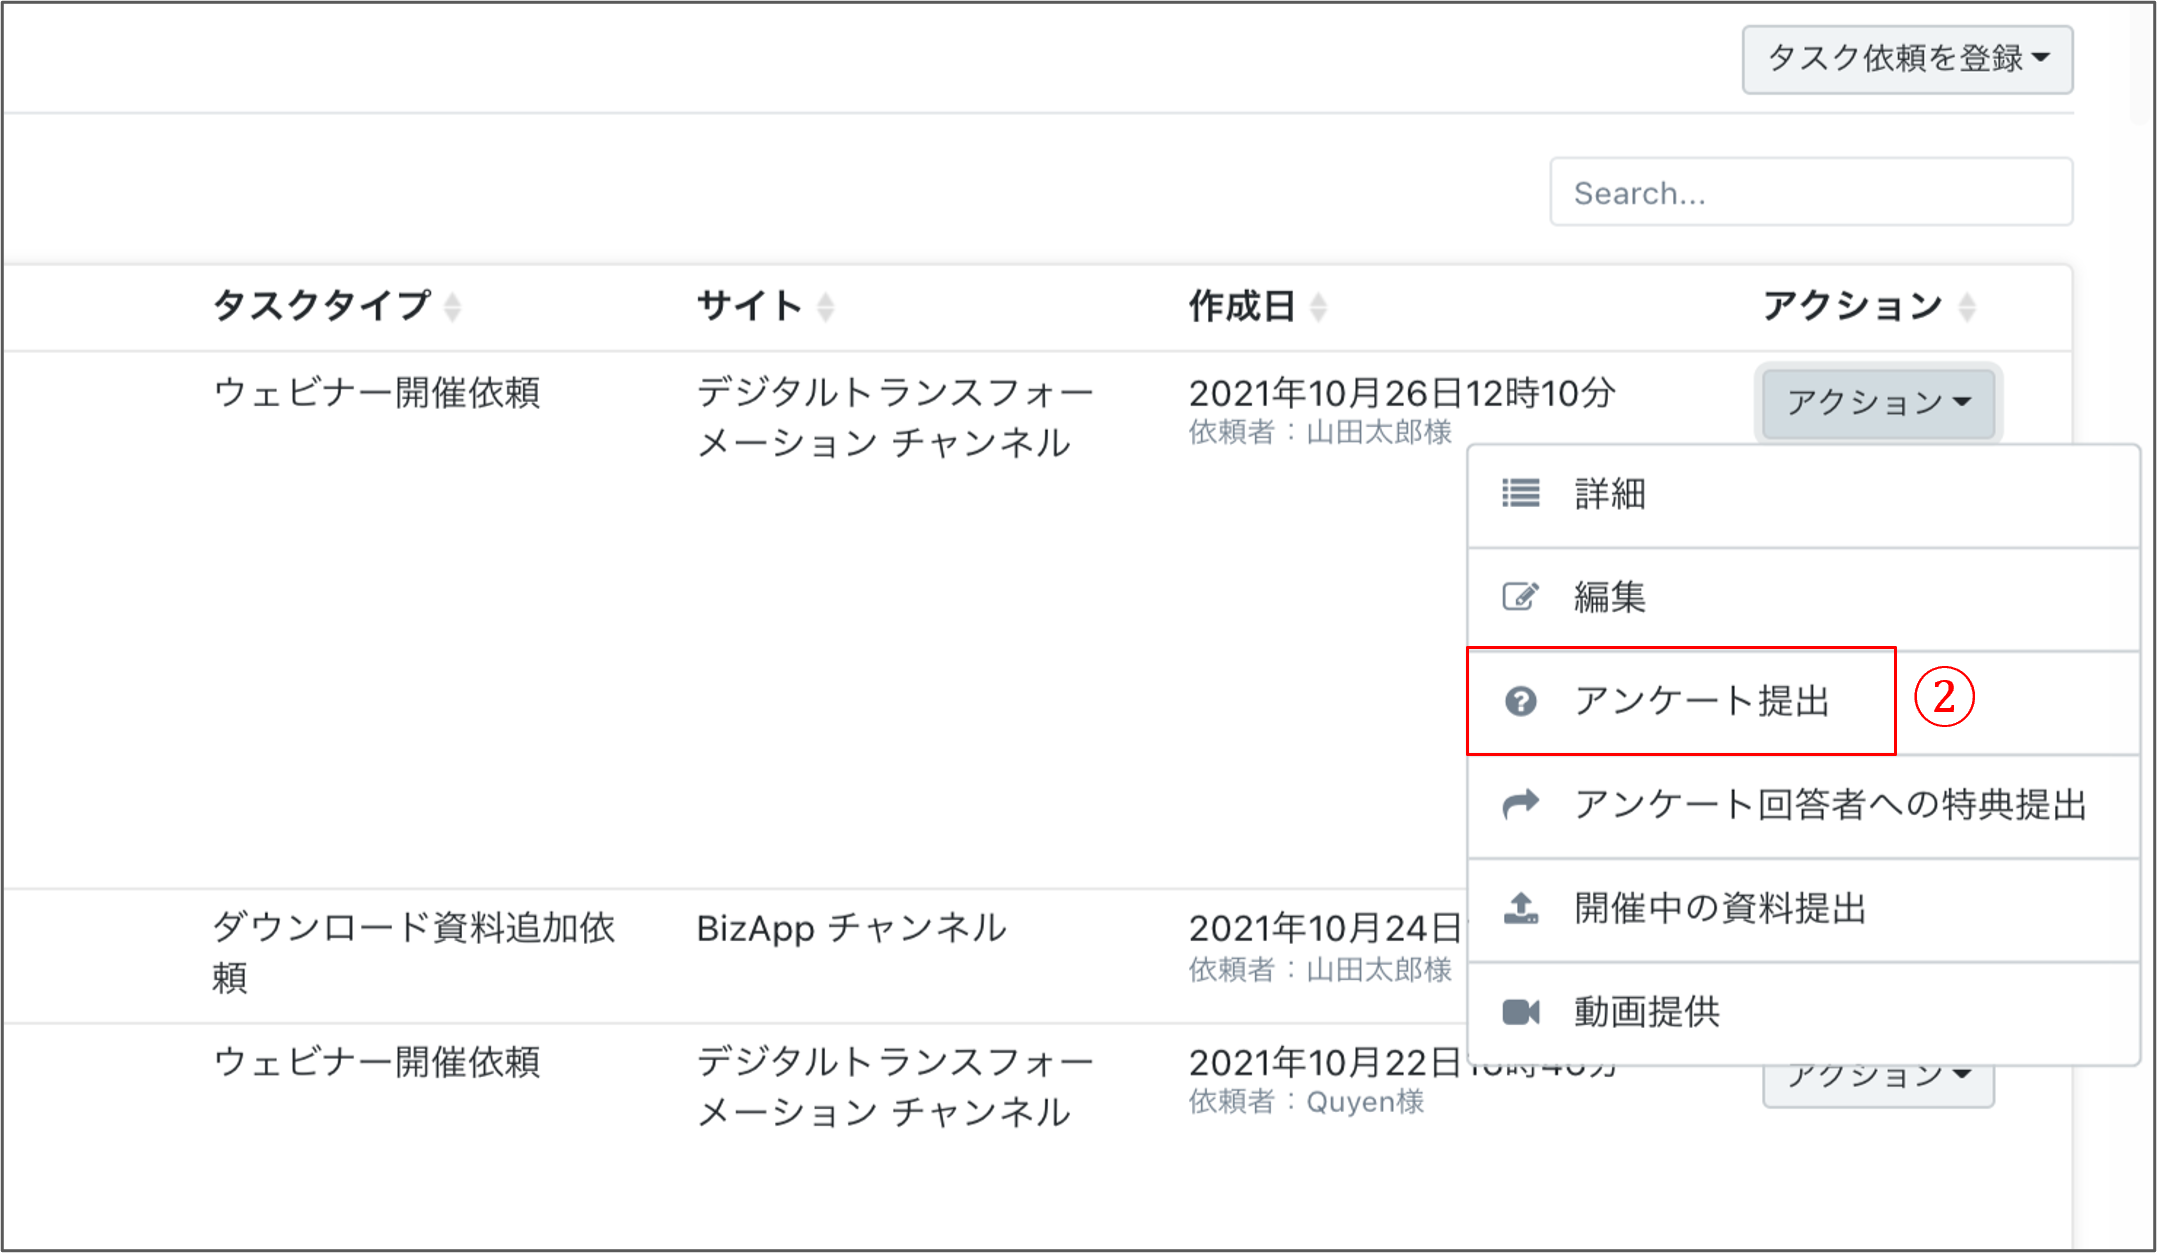 タスク依頼を登録
Search...
タスクタイプ サイト 作成日 アクション
ウェビナー開催依頼
デジタルトランスフォー
メーション チャンネル
2021年10月26日12時10分
依頼者：山田太郎様
アクション
詳細
編集
アンケート提出
②
アンケート回答者への特典提出
開催中の資料提出
動画提供
ダウンロード資料追加依
頼
BizApp チャンネル
2021年10月24日
依頼者：山田太郎様
ウェビナー開催依頼
デジタルトランスフォー
メーション チャンネル
2021年10月22日
依頼者：Quyen様
アクション